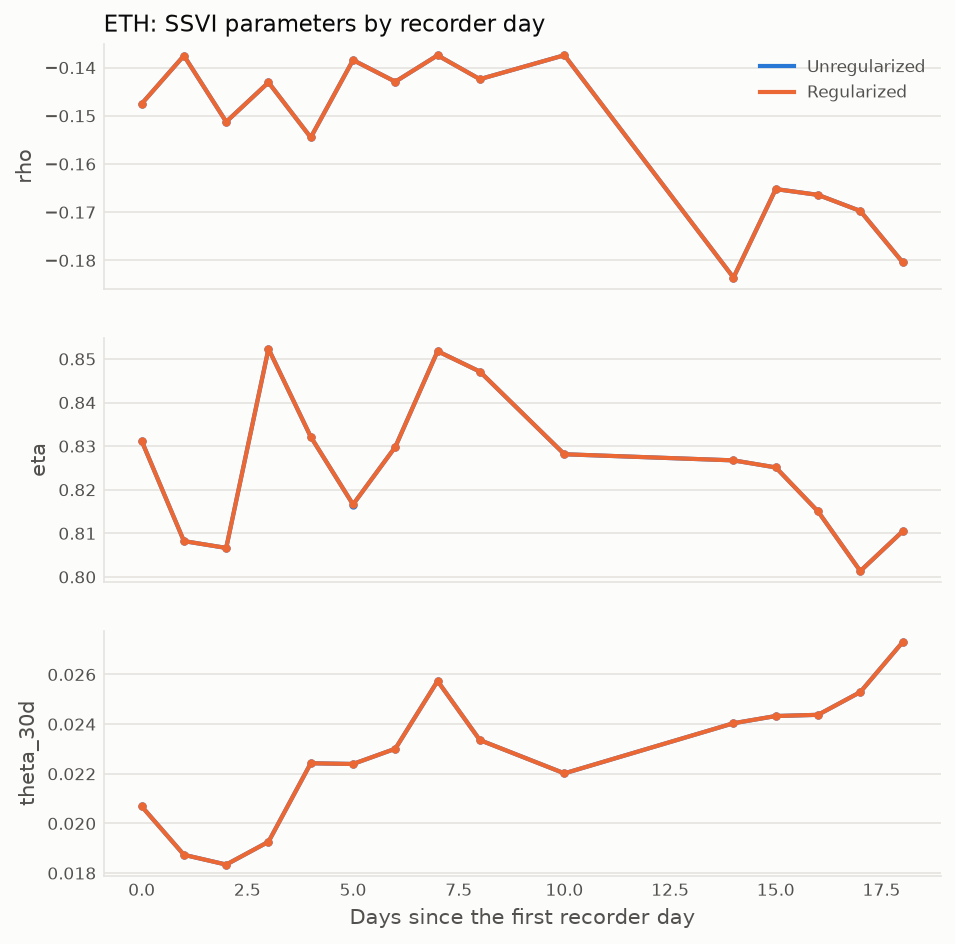 ETH: SSVI parameters by recorder day
−0.14
−0.15
−0.16
−0.17
−0.18
rho
Unregularized
Regularized
0.85
0.84
0.83
0.82
0.81
0.80
eta
0.026
0.024
0.022
0.020
0.018
theta_30d
0.0 2.5 5.0 7.5 10.0 12.5 15.0 17.5
Days since the first recorder day